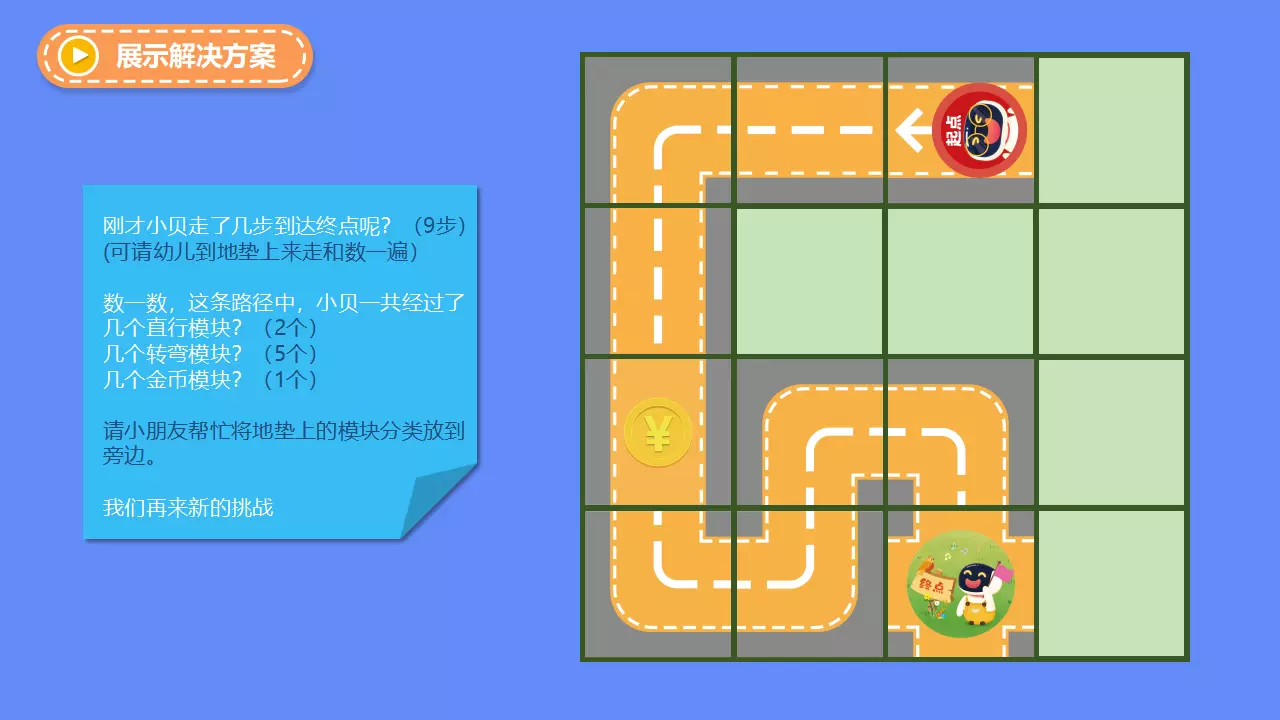 展示解决方案
刚才小贝走了几步到达终点呢？（9步）
(可请幼儿到地垫上来走和数一遍）
数一数，这条路径中，小贝一共经过了
几个直行模块？（2个）
几个转弯模块？（5个）
几个金币模块？（1个）
请小朋友帮忙将地垫上的模块分类放到
旁边。
我们再来新的挑战
起点
¥
终点